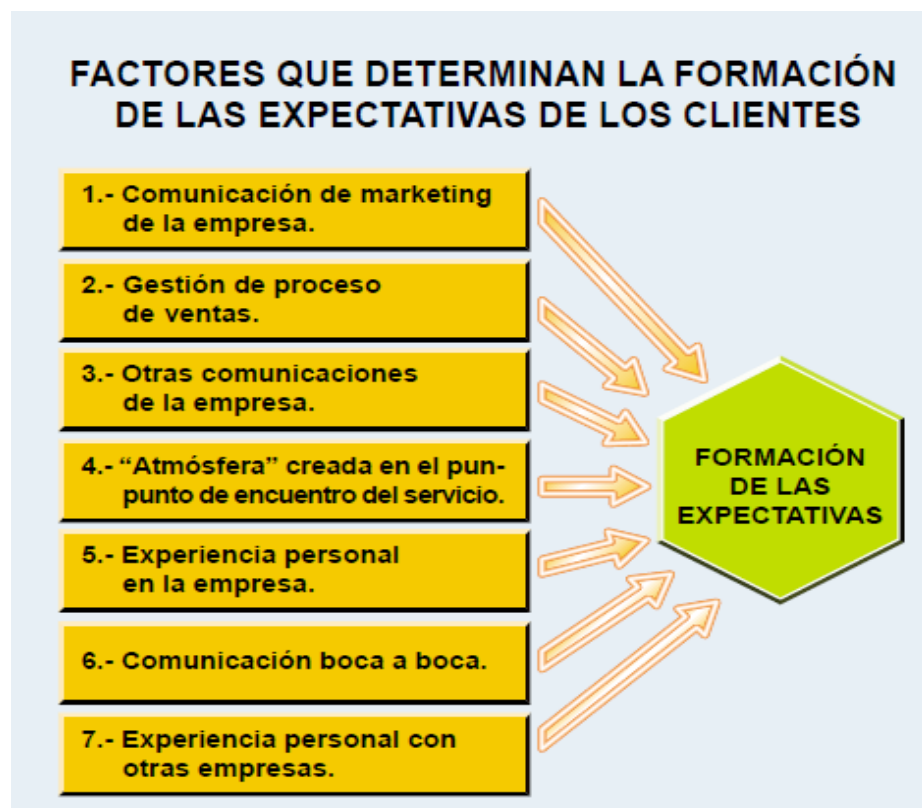 FACTORES QUE DETERMINAN LA FORMACIÓN
DE LAS EXPECTATIVAS DE LOS CLIENTES
1.- Comunicación de marketing
de la empresa.
2.- Gestión de proceso
de ventas.
3.- Otras comunicaciones
de la empresa.
4.- “Atmósfera” creada en el pun-
punto de encuentro del servicio.
5.- Experiencia personal
en la empresa.
6.- Comunicación boca a boca.
7.- Experiencia personal con
otras empresas.
FORMACIÓN
DE LAS
EXPECTATIVAS